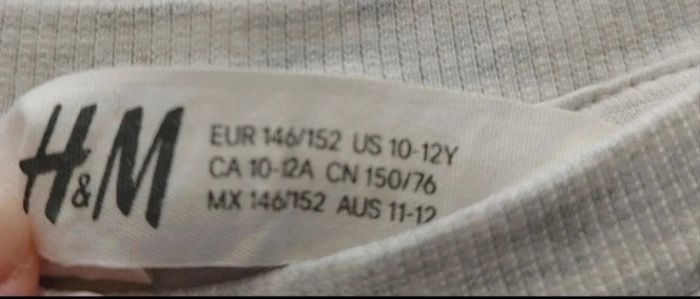 H&M
EUR 146/152 US 10-12Y
CA 10-12A CN 150/76
MX 146/152 AUS 11-12